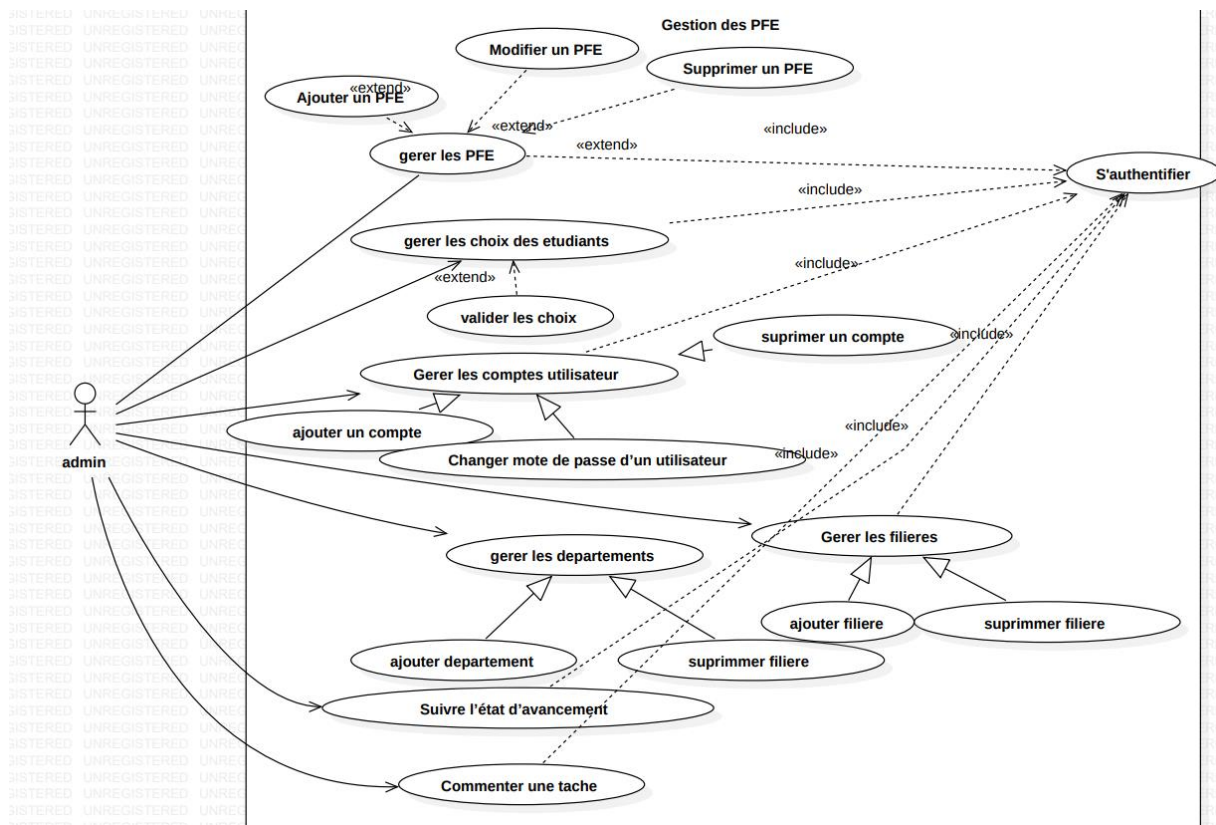 Gestion des PFE
Modifier un PFE
Supprimer un PFE
Ajouter un PFE
«extend»
«extend»
«include»
gerer les PFE
«extend»
S'authentifier
«include»
gerer les choix des etudiants
«include»
«extend»
valider les choix
suprimer un compte
«include»
Gerer les comptes utilisateur
ajouter un compte
«include»
Changer mote de passe d'un utilisateur
«include»
admin
Gerer les filieres
gerer les departements
ajouter filiere
suprimmer filiere
ajouter departement
suprimmer filiere
Suivre l'état d'avancement
Commenter une tache
UNREGISTERED